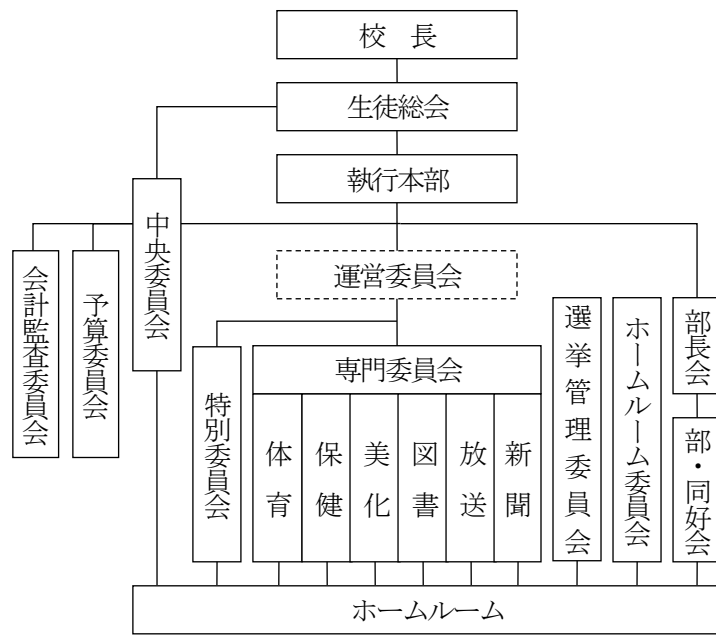 校　長
生徒総会
執行本部
中央委員会
運営委員会
会計監査委員会
予算委員会
特別委員会
専門委員会
体育
保健
美化
図書
放送
新聞
選挙管理委員会
ホームルーム委員会
部長会
部・同好会
ホームルーム